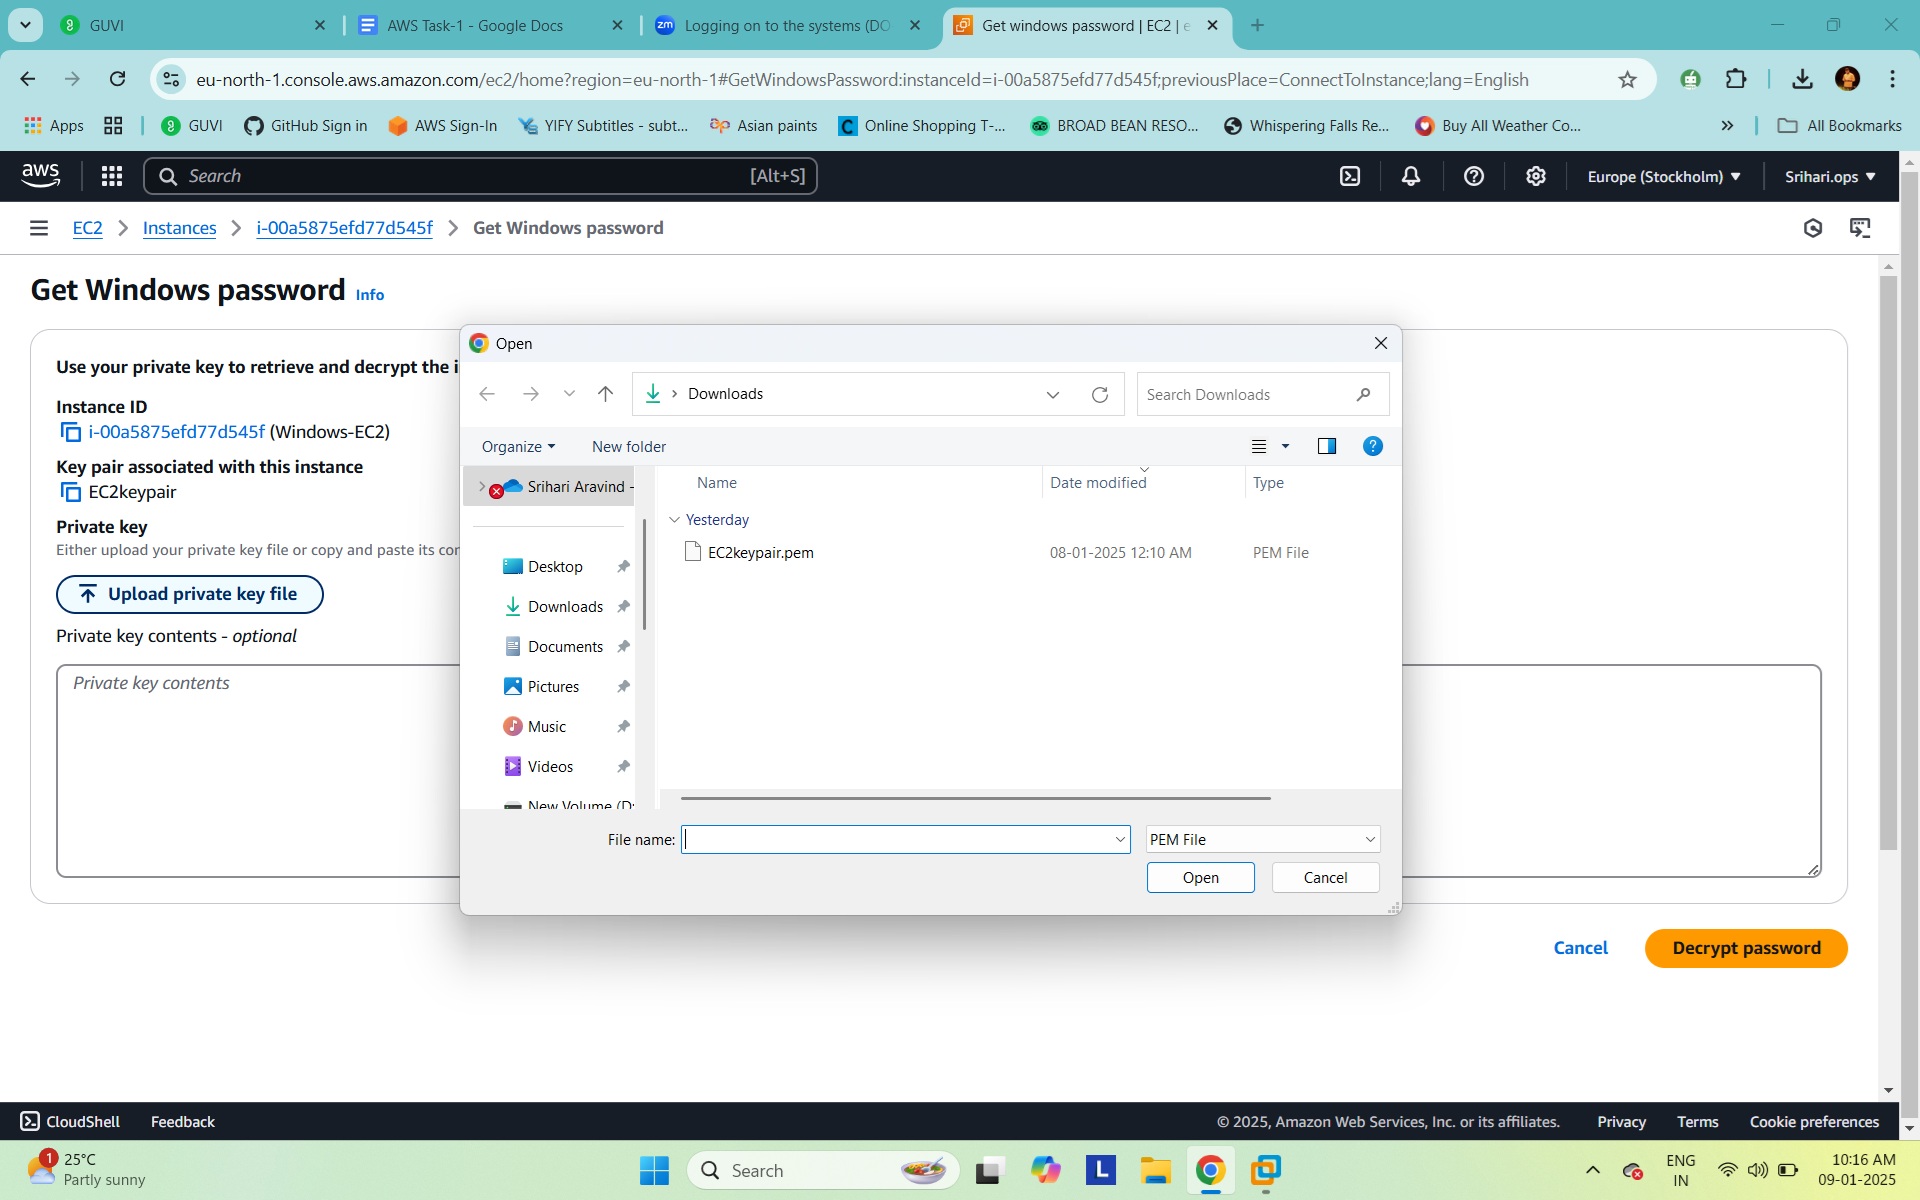 GUVI
AWS Task-1 - Google Docs
zm
Logging on to the systems (DO
Get windows password | EC2 | e
eu-north-1.console.aws.amazon.com/ec2/home?region=eu-north-1#GetWindowsPassword:instanceId=i-00a5875efd77d545f;previousPlace=ConnectToInstance;lang=English
Apps
GUVI
GitHub Sign in
AWS Sign-In
YIFY Subtitles - subt...
Asian paints
Online Shopping T-...
BROAD BEAN RESO...
Whispering Falls Re...
Buy All Weather Co...
All Bookmarks
aws
Search
[Alt+S]
Europe (Stockholm)
Srihari.ops
EC2
Instances
i-00a5875efd77d545f
Get Windows password
Get Windows password Info
Use your private key to retrieve and decrypt the i
Instance ID
i-00a5875efd77d545f (Windows-EC2)
Key pair associated with this instance
EC2keypair
Private key
Either upload your private key file or copy and paste its cor
Upload private key file
Private key contents - optional
Private key contents
Open
Downloads
Search Downloads
Organize
New folder
Srihari Aravind -
Desktop
Downloads
Documents
Pictures
Music
Videos
New Volume (D:
Name
Date modified
Type
Yesterday
EC2keypair.pem
08-01-2025 12:10 AM
PEM File
File name:
PEM File
Open
Cancel
Cancel
Decrypt password
CloudShell
Feedback
© 2025, Amazon Web Services, Inc. or its affiliates.
Privacy
Terms
Cookie preferences
1
25°C
Partly sunny
Search
L
ENG
IN
10:16 AM
09-01-2025